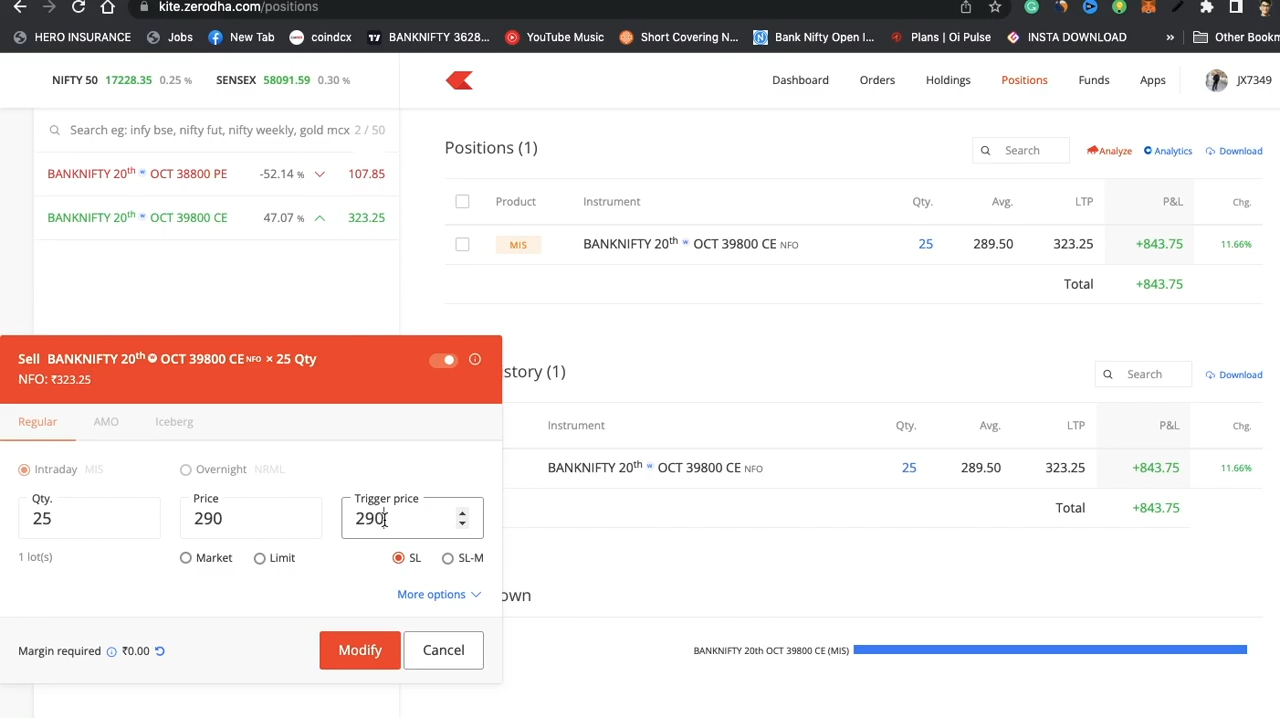 kite.zerodha.com/positions
HERO INSURANCE Jobs New Tab coindcx BANKNIFTY 3628... YouTube Music Short Covering N... Bank Nifty Open I... Plans | Oi Pulse INSTA DOWNLOAD » Other Bookm
NIFTY 50 17228.35 0.25 % SENSEX 58091.59 0.30 %
Dashboard Orders Holdings Positions Funds Apps JX7349
Search eg: infy bse, nifty fut, nifty weekly, gold mcx 2 / 50
BANKNIFTY 20th w OCT 38800 PE -52.14 % 107.85
BANKNIFTY 20th w OCT 39800 CE 47.07 % 323.25
Positions (1)
Search Analyze Analytics Download
Product Instrument Qty. Avg. LTP P&L Chg.
MIS BANKNIFTY 20th w OCT 39800 CE NFO 25 289.50 323.25 +843.75 11.66%
Total +843.75
Sell BANKNIFTY 20th w OCT 39800 CE NFO × 25 Qty
NFO: ₹323.25
Regular AMO Iceberg
Intraday MIS Overnight NRML
Qty. Price Trigger price
25 290 290
1 lot(s) Market Limit SL SL-M
More options
Margin required ₹0.00 Modify Cancel
story (1)
Search Download
Instrument Qty. Avg. LTP P&L Chg.
BANKNIFTY 20th w OCT 39800 CE NFO 25 289.50 323.25 +843.75 11.66%
Total +843.75
own
BANKNIFTY 20th OCT 39800 CE (MIS)